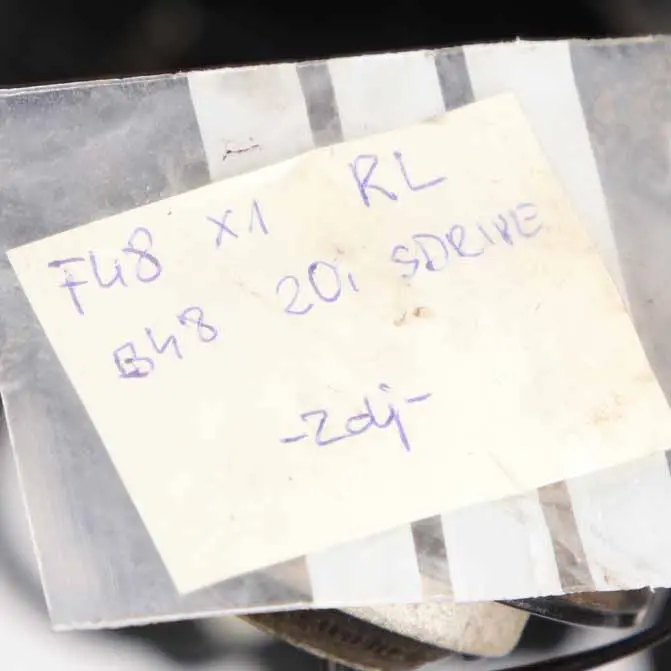 F48 X1 RL
B48 20i SDRIVE
-Zdj-